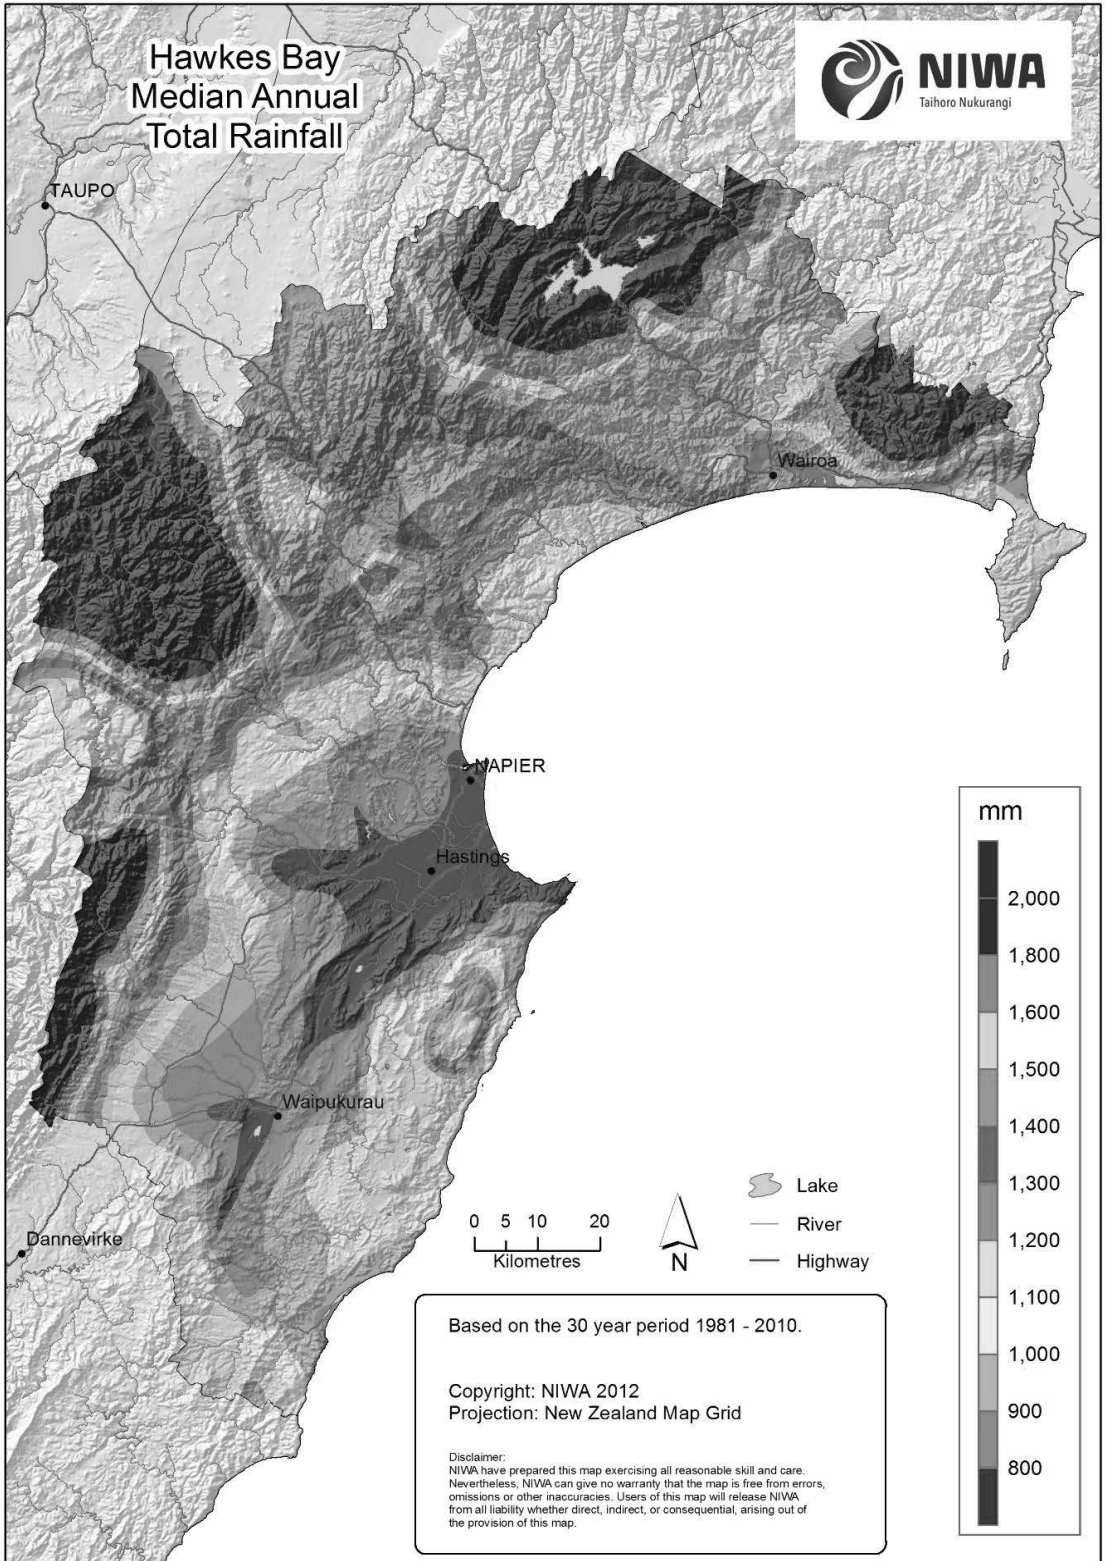 Hawkes Bay
Median Annual
Total Rainfall
NIWA
Taihoro Nukurangi
TAUPO
Wairoa
NAPIER
Hastings
Waipukurau
Dannevirke
mm
2,000
1,800
1,600
1,500
1,400
1,300
1,200
1,100
1,000
900
800
0 5 10 20
Kilometres
N
Lake
River
Highway
Based on the 30 year period 1981 - 2010.
Copyright: NIWA 2012
Projection: New Zealand Map Grid
Disclaimer:
NIWA have prepared this map exercising all reasonable skill and care.
Nevertheless, NIWA can give no warranty that the map is free from errors,
omissions or other inaccuracies. Users of this map will release NIWA
from all liability whether direct, indirect, or consequential, arising out of
the provision of this map.